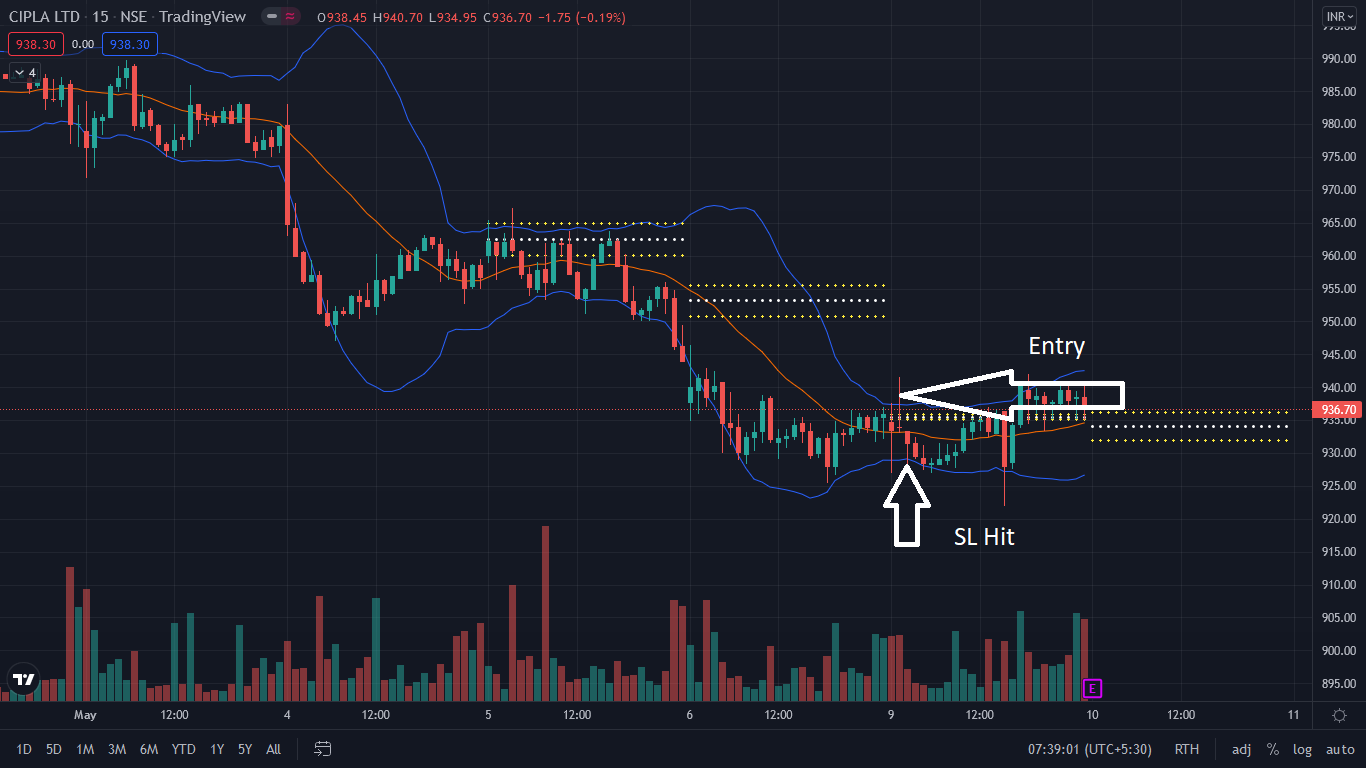 CIPLA LTD · 15 · NSE · TradingView
O938.45 H940.70 L934.95 C936.70 −1.75 (−0.19%)
INR
938.30 0.00 938.30
4
990.00
985.00
980.00
975.00
970.00
965.00
960.00
955.00
950.00
945.00
940.00
936.70
935.00
930.00
925.00
920.00
915.00
910.00
905.00
900.00
895.00
Entry
SL Hit
E
May 12:00 4 12:00 5 12:00 6 12:00 9 12:00 10 12:00 11
1D 5D 1M 3M 6M YTD 1Y 5Y All
07:39:01 (UTC+5:30) RTH adj % log auto